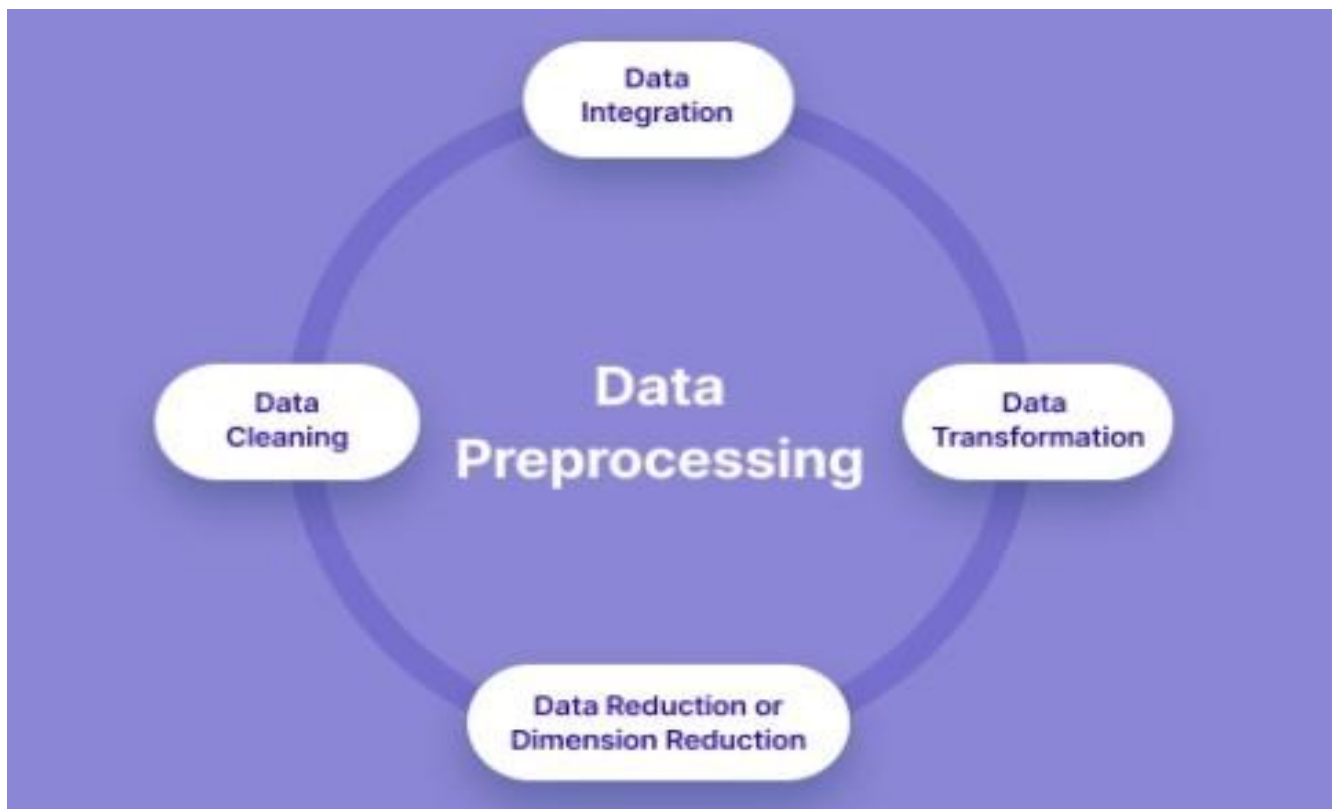 Data
Integration
Data
Cleaning
Data
Preprocessing
Data
Transformation
Data Reduction or
Dimension Reduction